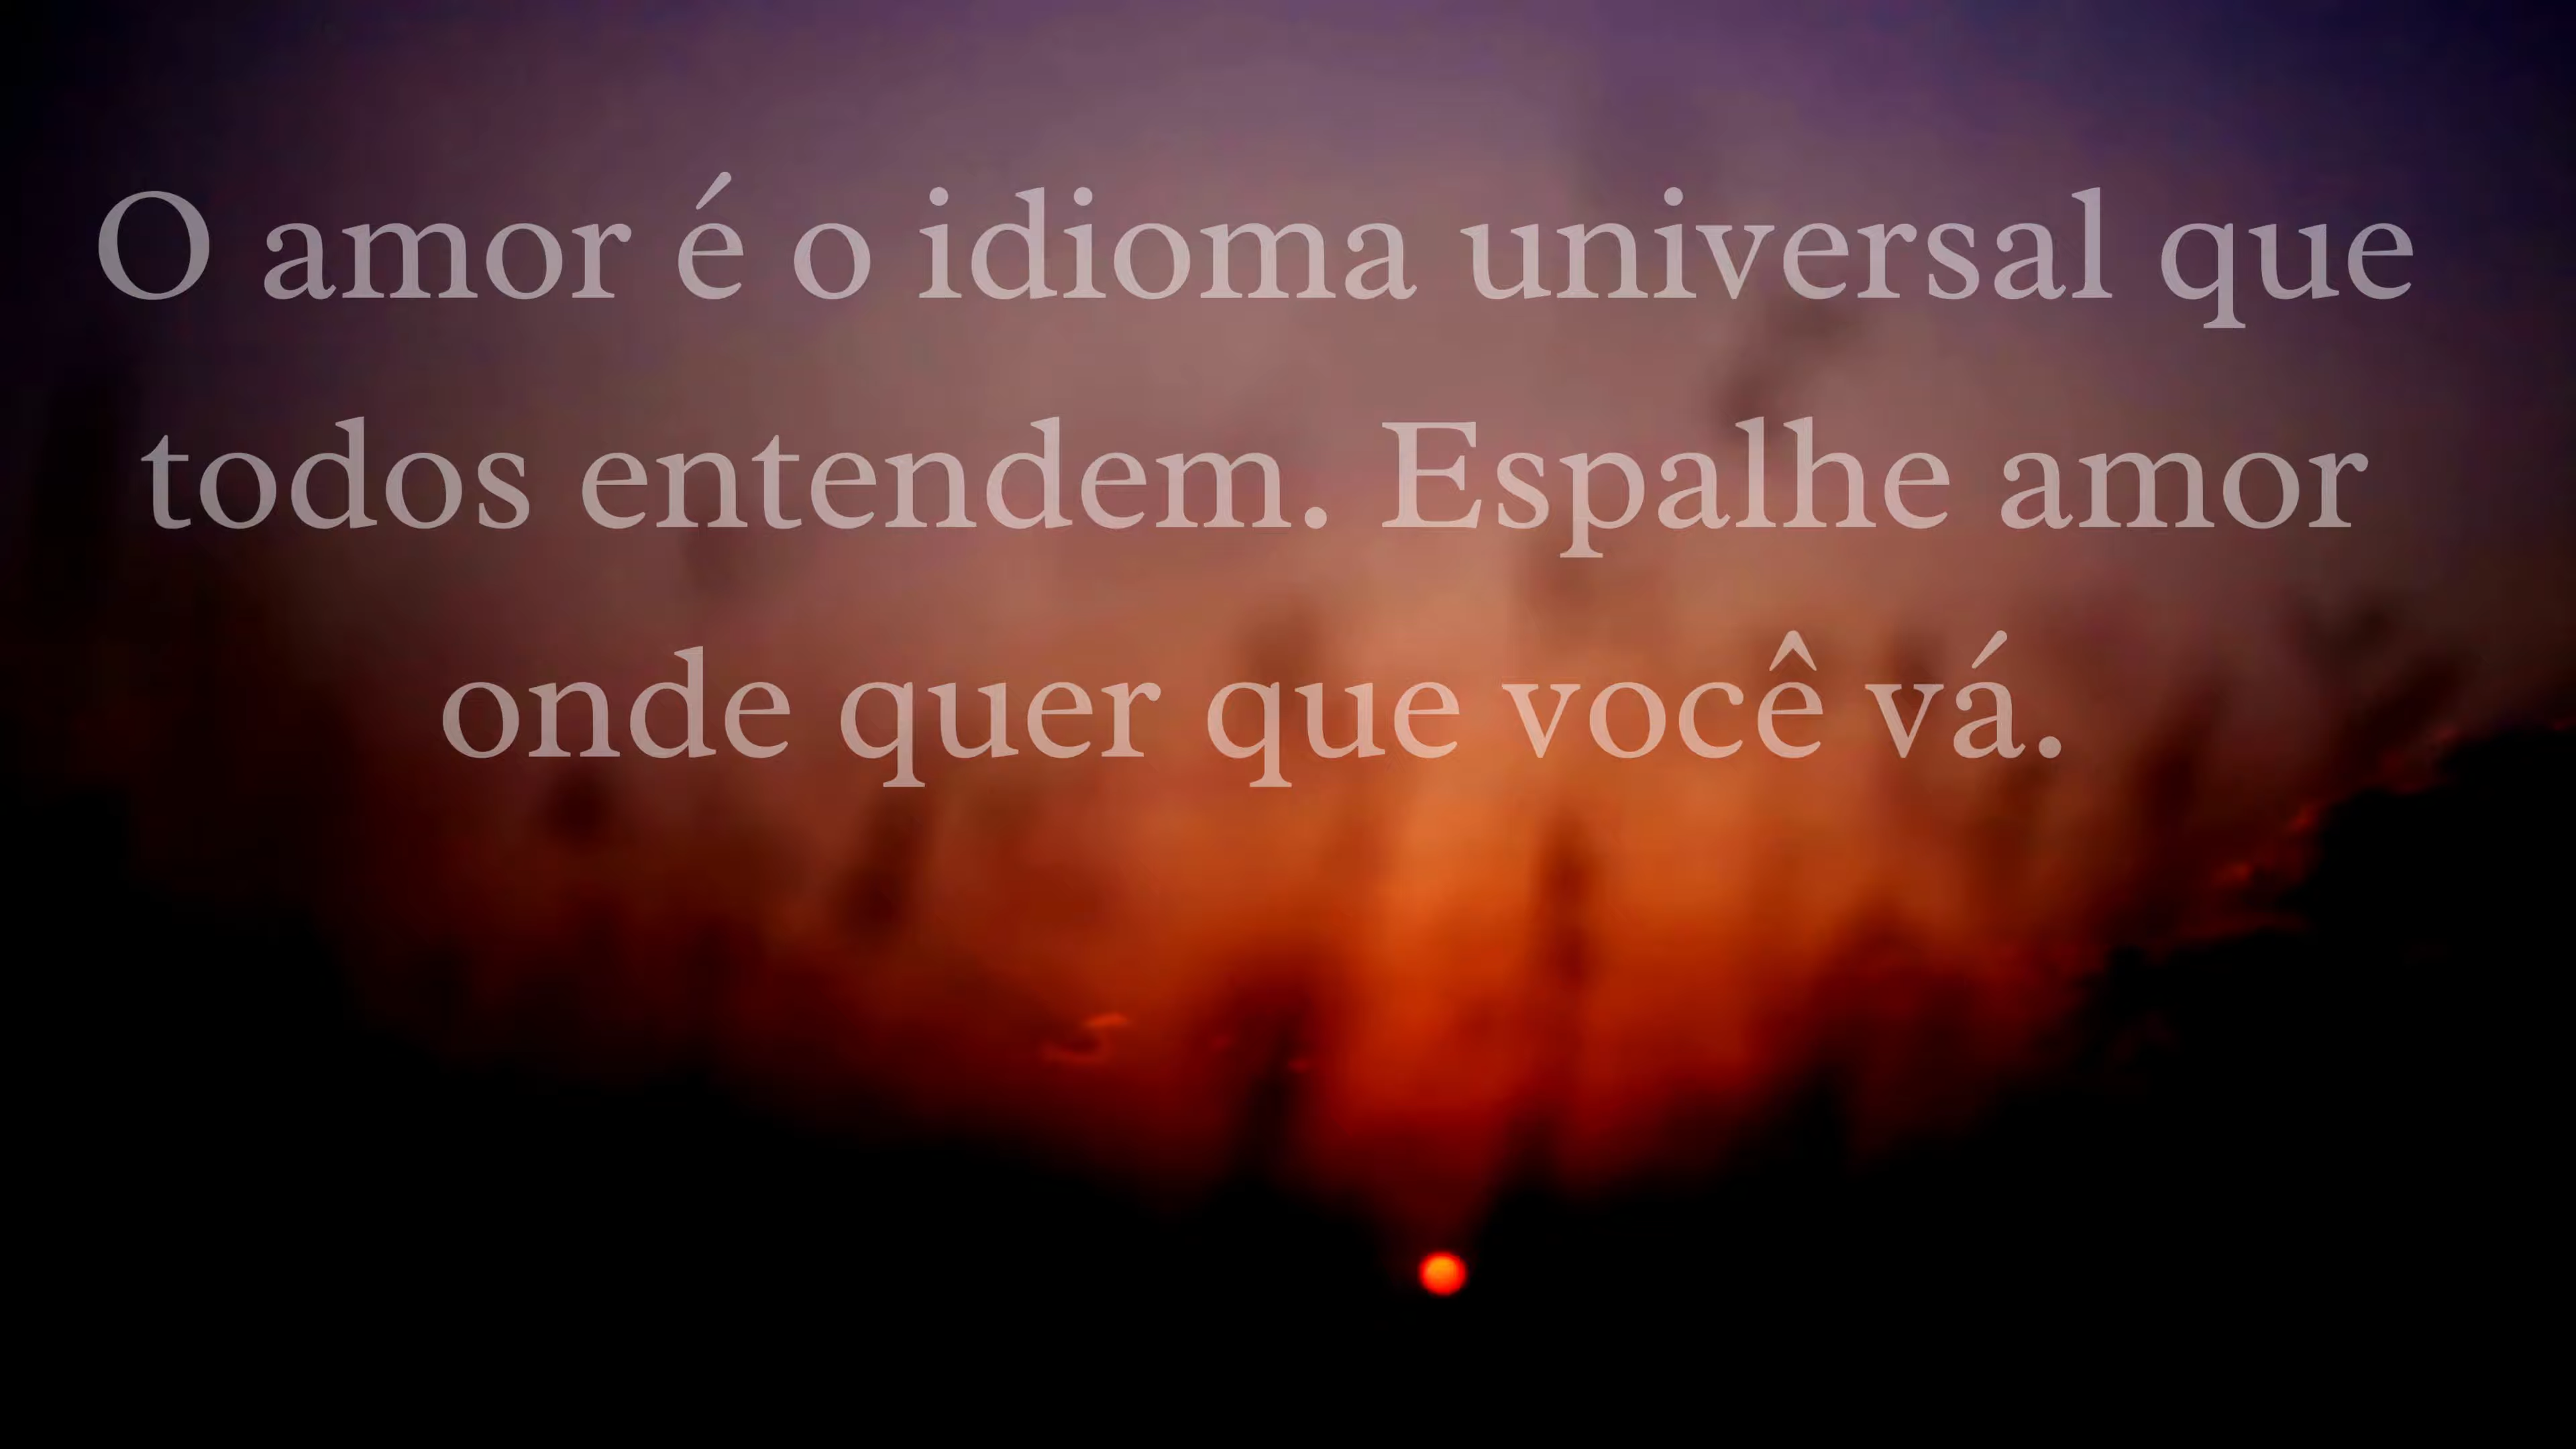 O amor é o idioma universal que
todos entendem. Espalhe amor
onde quer que você vá.